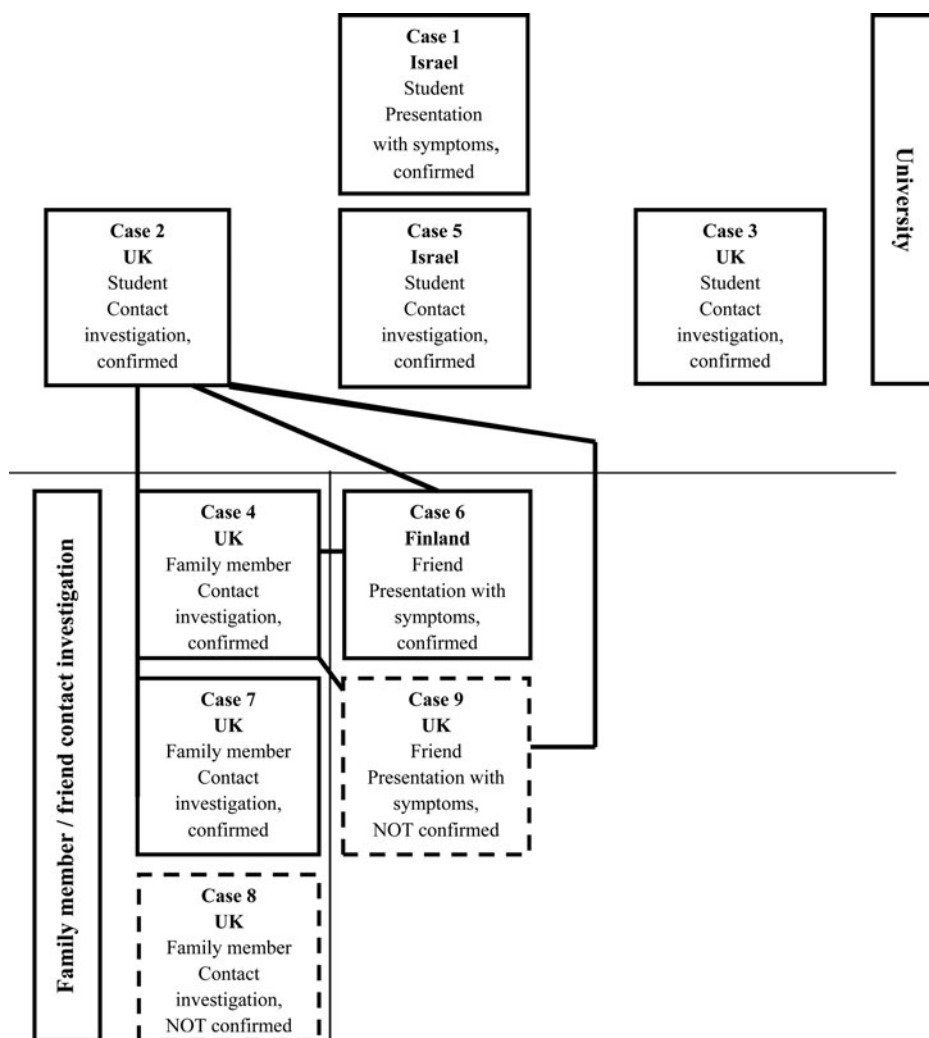 Case 1
Israel
Student
Presentation
with symptoms,
confirmed
University
Case 2
UK
Student
Contact
investigation,
confirmed
Case 5
Israel
Student
Contact
investigation,
confirmed
Case 3
UK
Student
Contact
investigation,
confirmed
Family member / friend contact investigation
Case 4
UK
Family member
Contact
investigation,
confirmed
Case 6
Finland
Friend
Presentation with
symptoms,
confirmed
Case 7
UK
Family member
Contact
investigation,
confirmed
Case 9
UK
Friend
Presentation with
symptoms,
NOT confirmed
Case 8
UK
Family member
Contact
investigation,
NOT confirmed